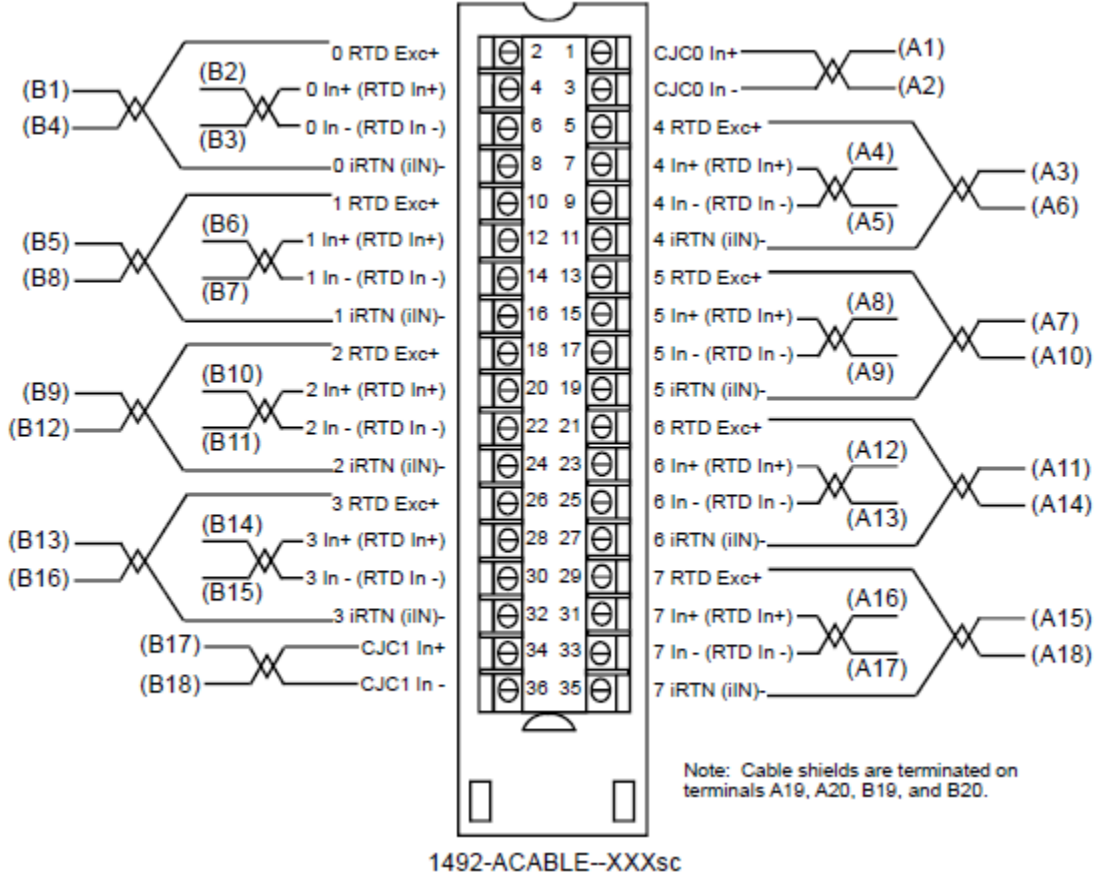 0 RTD Exc+ 2 1 CJC0 In+ (A1)
(B1) (B2) 0 In+ (RTD In+) 4 3 CJC0 In - (A2)
(B4) (B3) 0 In - (RTD In -) 6 5 4 RTD Exc+
0 iRTN (iIN)- 8 7 4 In+ (RTD In+) (A4) (A3)
1 RTD Exc+ 10 9 4 In - (RTD In -) (A5) (A6)
(B5) (B6) 1 In+ (RTD In+) 12 11 4 iRTN (iIN)-
(B8) (B7) 1 In - (RTD In -) 14 13 5 RTD Exc+
1 iRTN (iIN)- 16 15 5 In+ (RTD In+) (A8) (A7)
2 RTD Exc+ 18 17 5 In - (RTD In -) (A9) (A10)
(B9) (B10) 2 In+ (RTD In+) 20 19 5 iRTN (iIN)-
(B12) (B11) 2 In - (RTD In -) 22 21 6 RTD Exc+
2 iRTN (iIN)- 24 23 6 In+ (RTD In+) (A12) (A11)
3 RTD Exc+ 26 25 6 In - (RTD In -) (A13) (A14)
(B13) (B14) 3 In+ (RTD In+) 28 27 6 iRTN (iIN)-
(B16) (B15) 3 In - (RTD In -) 30 29 7 RTD Exc+
3 iRTN (iIN)- 32 31 7 In+ (RTD In+) (A16) (A15)
(B17) CJC1 In+ 34 33 7 In - (RTD In -) (A17) (A18)
(B18) CJC1 In - 36 35 7 iRTN (iIN)-
Note: Cable shields are terminated on
terminals A19, A20, B19, and B20.
1492-ACABLE--XXXsc